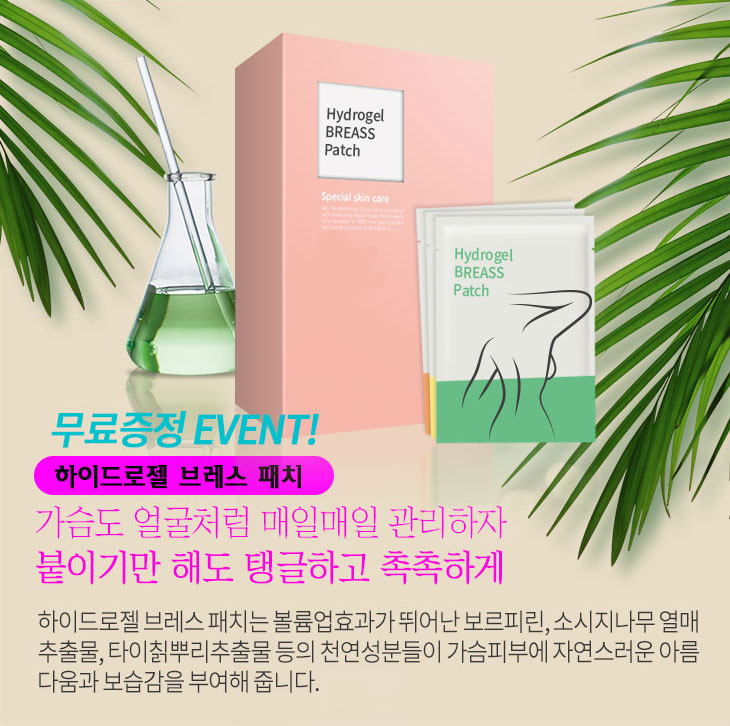 Hydrogel
BREASS
Patch
Special skin care
Hydrogel
BREASS
Patch
무료증정 EVENT!
하이드로젤 브레스 패치
가슴도 얼굴처럼 매일매일 관리하자
붙이기만 해도 탱글하고 촉촉하게
하이드로젤 브레스 패치는 볼륨업효과가 뛰어난 보르피린, 소시지나무 열매
추출물, 타이칡뿌리추출물 등의 천연성분들이 가슴피부에 자연스러운 아름
다움과 보습감을 부여해 줍니다.